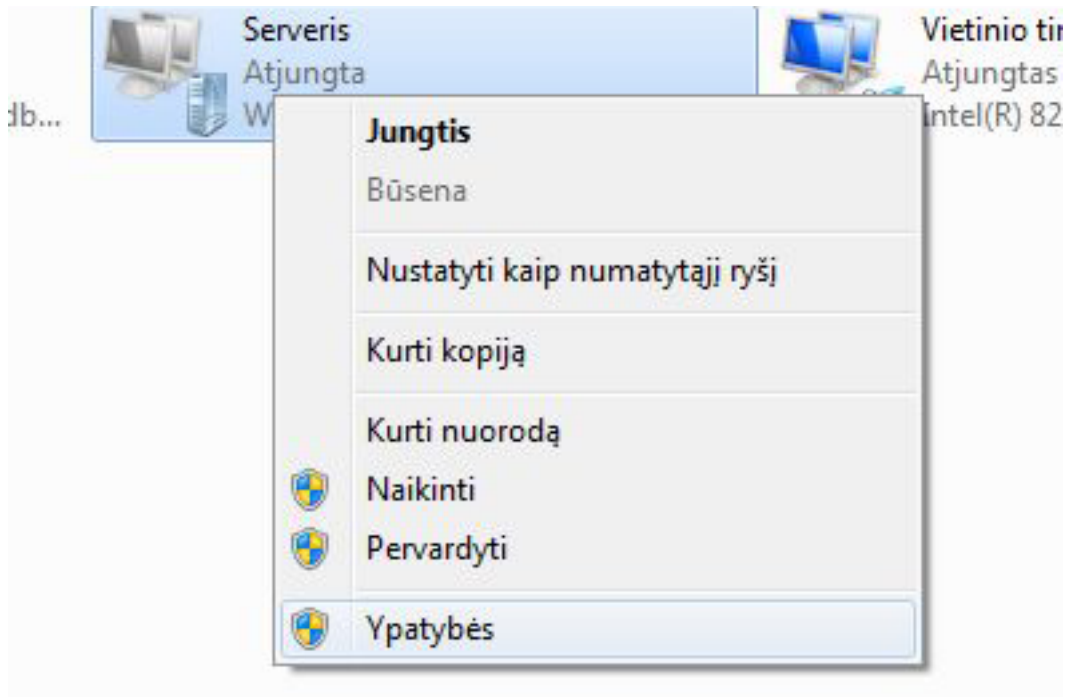 Serveris
Atjungta
Vietinio
Atjungtas
Intel(R) 82
db...
Jungtis
Būsena
Nustatyti kaip numatytąjį ryšį
Kurti kopiją
Kurti nuorodą
Naikinti
Pervardyti
Ypatybės